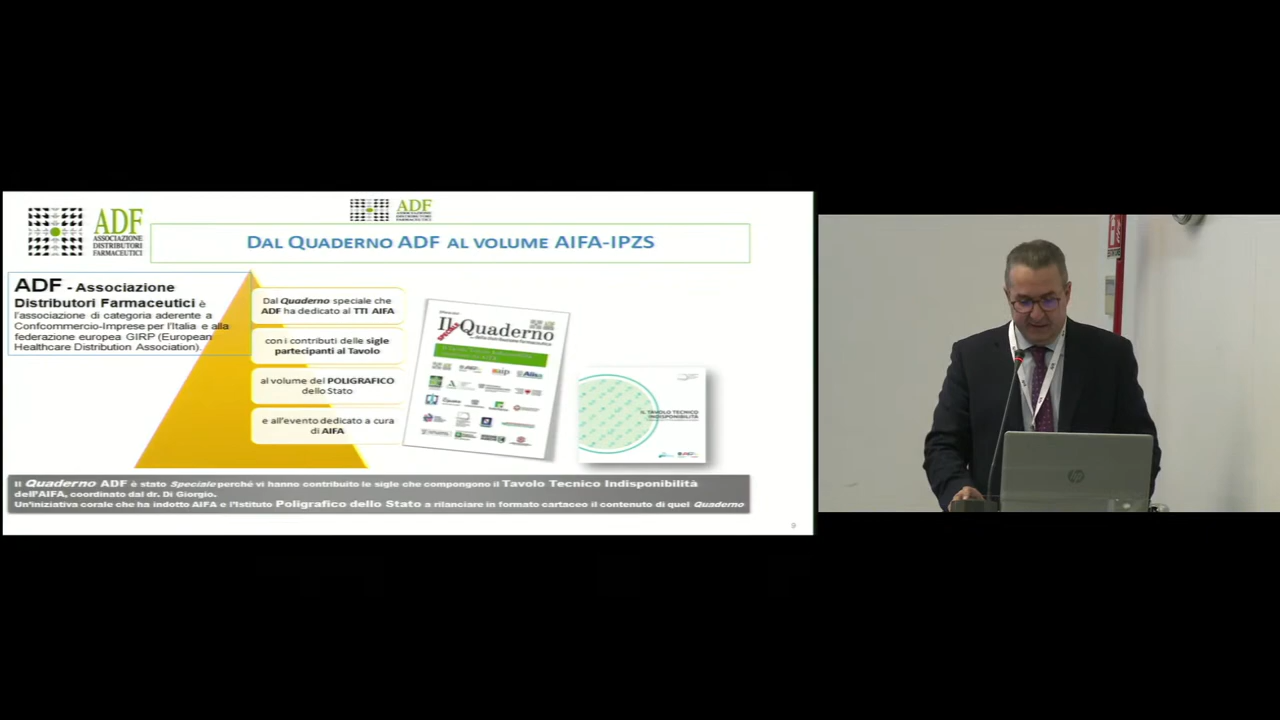 ADF
ASSOCIAZIONE
DISTRIBUTORI
FARMACEUTICI
ADF
ASSOCIAZIONE
DISTRIBUTORI
FARMACEUTICI
DAL QUADERNO ADF AL VOLUME AIFA-IPZS
ADF - Associazione
Distributori Farmaceutici è
l'associazione di categoria aderente a
Confcommercio-Imprese per l'Italia e alla
federazione europea GIRP (European
Healthcare Distribution Association).
Dal Quaderno speciale che
ADF ha dedicato al TTI AIFA
con i contributi delle sigle
partecipanti al Tavolo
al volume del POLIGRAFICO
dello Stato
e all'evento dedicato a cura
di AIFA
Il Quaderno
IL TAVOLO TECNICO
INDISPONIBILITÀ
Il Quaderno ADF è stato Speciale perché vi hanno contribuito le sigle che compongono il Tavolo Tecnico Indisponibilità
dell'AIFA, coordinato dal dr. Di Giorgio.
Un'iniziativa corale che ha indotto AIFA e l'Istituto Poligrafico dello Stato a rilanciare in formato cartaceo il contenuto di quel Quaderno
9
hp